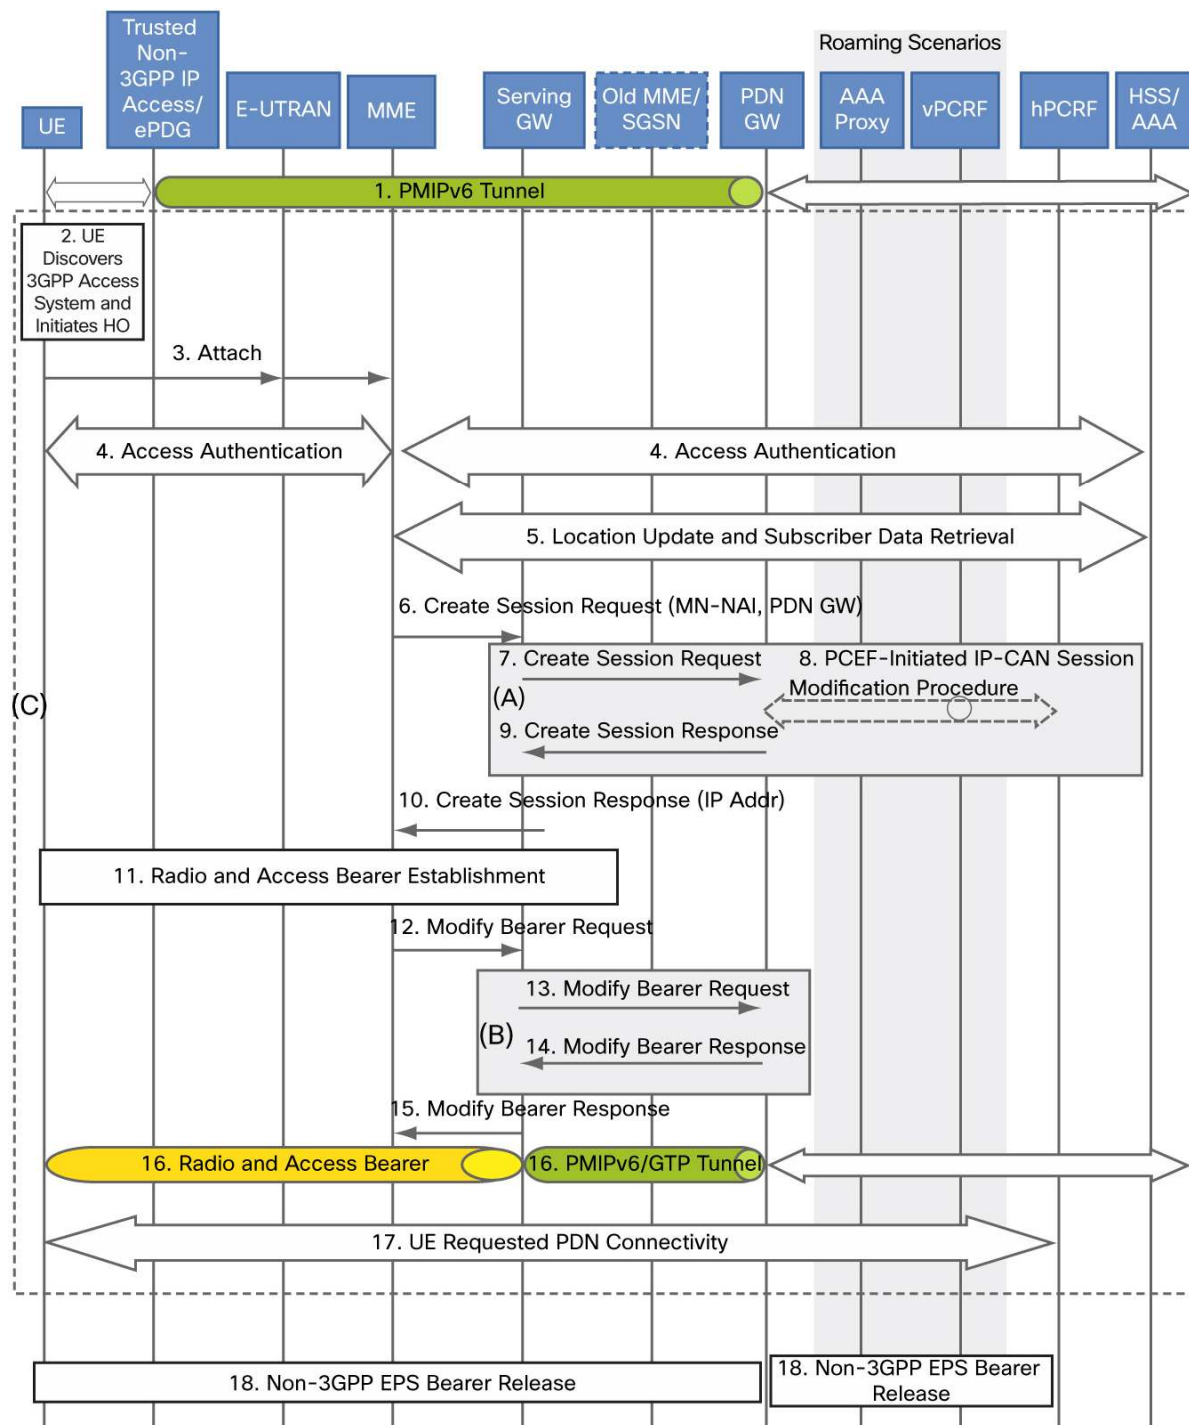 Roaming Scenarios
UE
Trusted
Non-
3GPP IP
Access/
ePDG
E-UTRAN
MME
Serving
GW
Old MME/
SGSN
PDN
GW
AAA
Proxy
vPCRF
hPCRF
HSS/
AAA
1. PMIPv6 Tunnel
2. UE
Discovers
3GPP Access
System and
Initiates HO
3. Attach
4. Access Authentication
4. Access Authentication
5. Location Update and Subscriber Data Retrieval
6. Create Session Request (MN-NAI, PDN GW)
7. Create Session Request
8. PCEF-Initiated IP-CAN Session
Modification Procedure
(C)
(A)
9. Create Session Response
10. Create Session Response (IP Addr)
11. Radio and Access Bearer Establishment
12. Modify Bearer Request
13. Modify Bearer Request
(B)
14. Modify Bearer Response
15. Modify Bearer Response
16. Radio and Access Bearer
16. PMIPv6/GTP Tunnel
17. UE Requested PDN Connectivity
18. Non-3GPP EPS Bearer Release
18. Non-3GPP EPS Bearer
Release